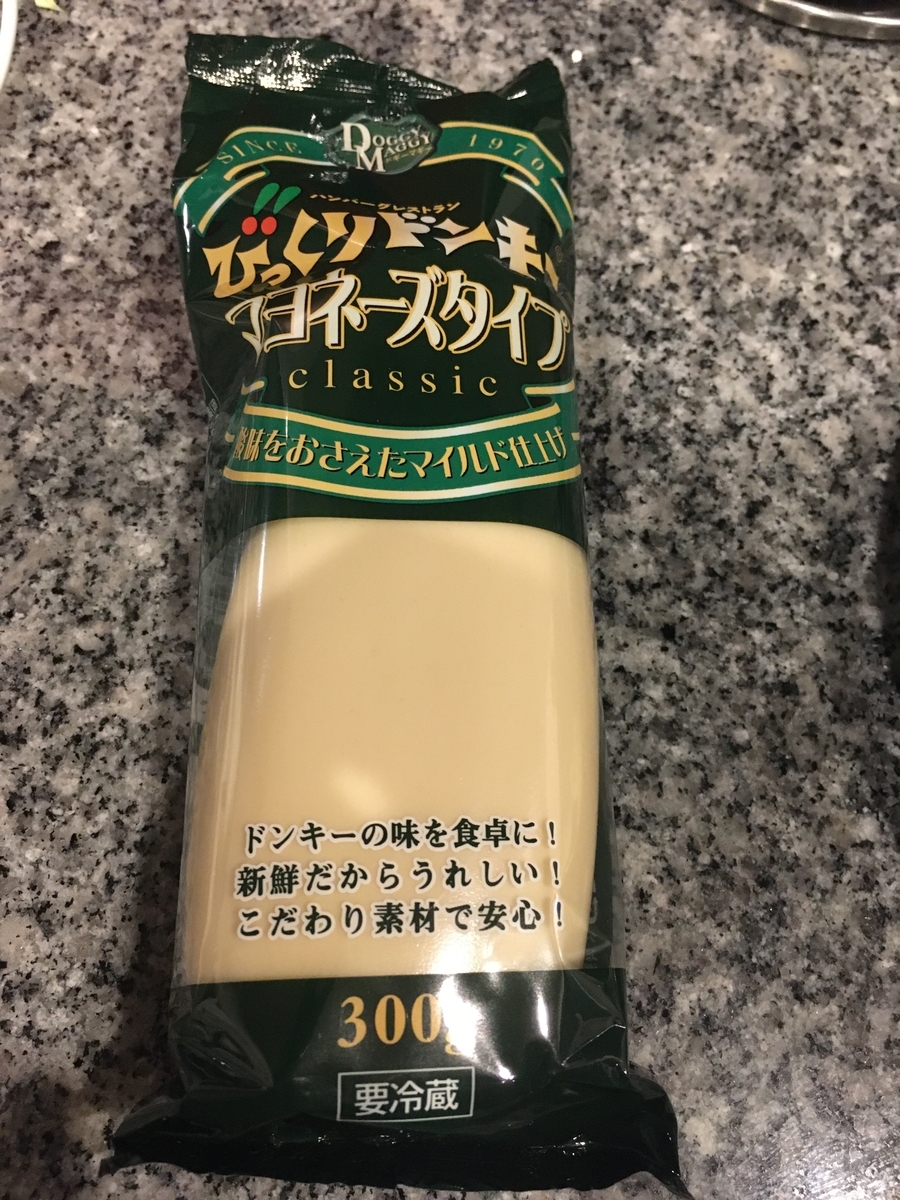 SINCE 1970
DOGGY
MAGGY
ハンバーグレストラン
びっくりドンキー
マヨネーズタイプ
classic
酸味をおさえたマイルド仕上げ
ドンキーの味を食卓に！
新鮮だからうれしい！
こだわり素材で安心！
300g
要冷蔵